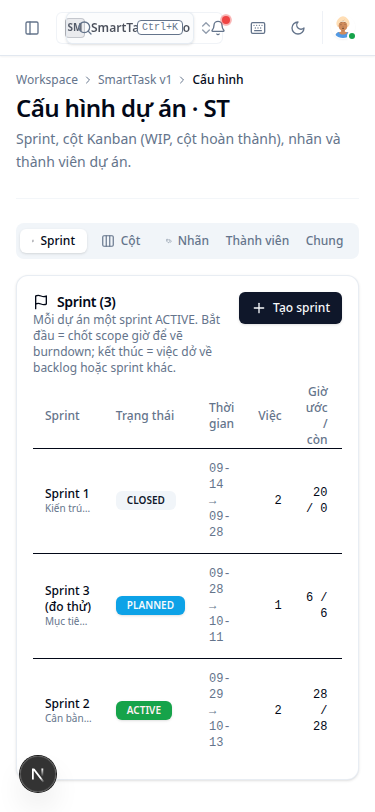 SM SmartTa Ctrl+K o
Workspace > SmartTask v1 > Cấu hình
Cấu hình dự án · ST
Sprint, cột Kanban (WIP, cột hoàn thành), nhãn và
thành viên dự án.
Sprint Cột Nhãn Thành viên Chung
Sprint (3)
Mỗi dự án một sprint ACTIVE. Bắt
đầu = chốt scope giờ để vẽ
burndown; kết thúc = việc dở về
backlog hoặc sprint khác.
+ Tạo sprint
Sprint Trạng thái Thời gian Việc Giờ ước / còn
Sprint 1
Kiến trú...
CLOSED
09-
14
→
09-
28
2
20
/ 0
Sprint 3
(đo thử)
Mục tiê...
PLANNED
09-
28
→
10-
11
1
6 /
6
Sprint 2
Cân bằn...
ACTIVE
09-
29
→
10-
13
2
28
/
28
N